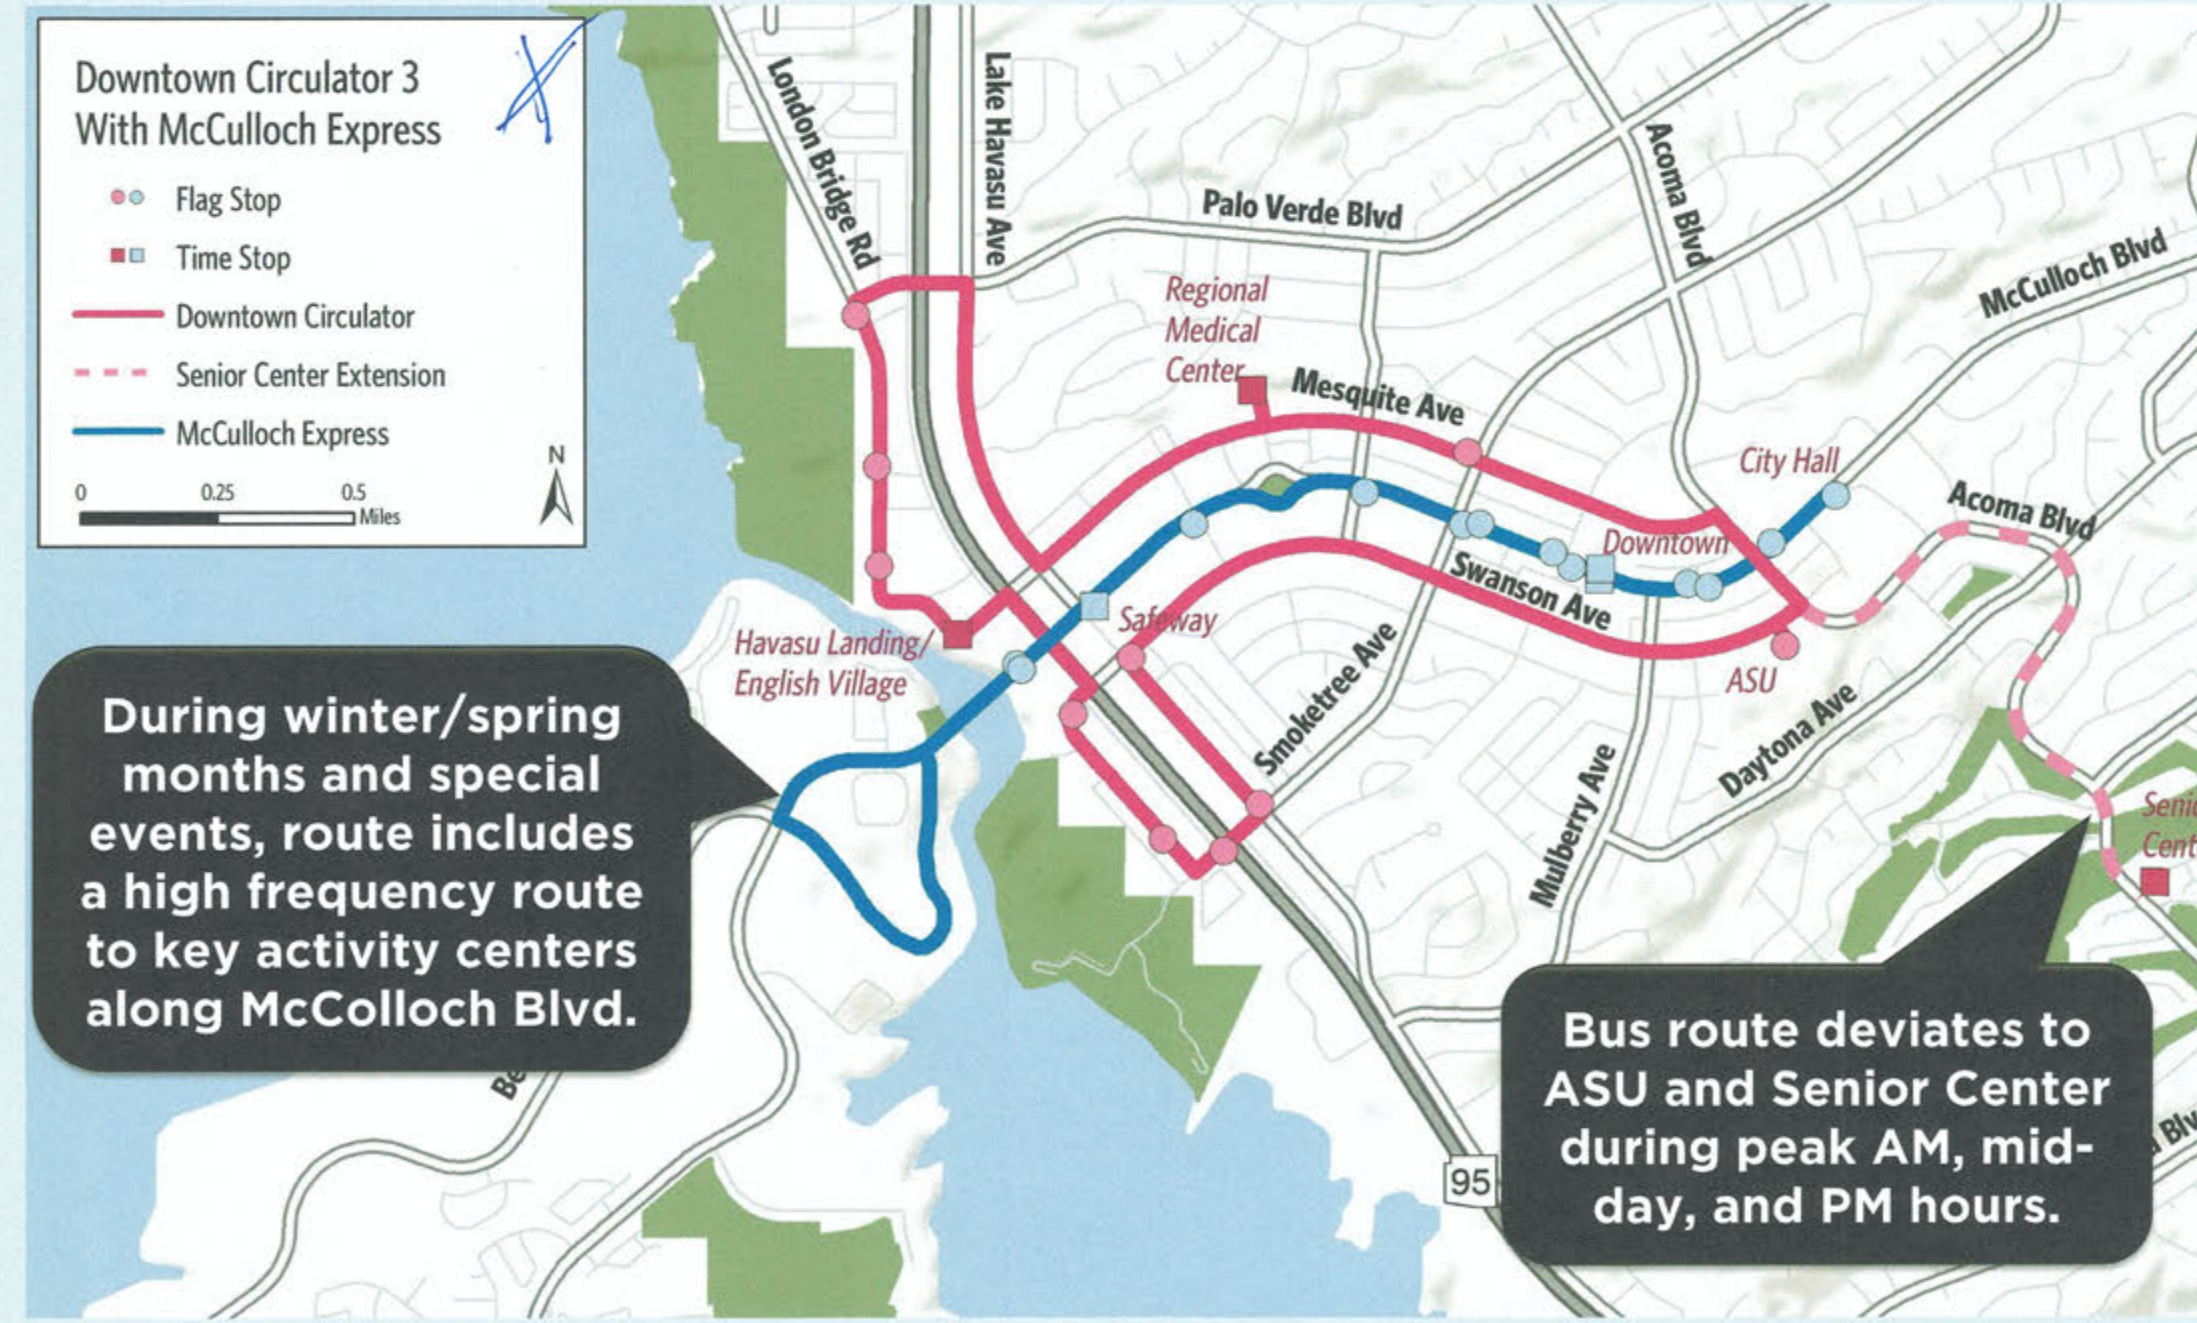 Downtown Circulator 3
With McCulloch Express
Flag Stop
Time Stop
Downtown Circulator
Senior Center Extension
McCulloch Express
N
0 0.25 0.5
Miles
London Bridge Rd
Lake Havasu Ave
Palo Verde Blvd
Acoma Blvd
McCulloch Blvd
Regional
Medical
Center
Mesquite Ave
City Hall
Acoma Blvd
Downtown
Swanson Ave
Safeway
Havasu Landing/
English Village
ASU
Smoketree Ave
Daytona Ave
Mulberry Ave
Senic
Cent
During winter/spring
months and special
events, route includes
a high frequency route
to key activity centers
along McColloch Blvd.
Be
95
Bus route deviates to
ASU and Senior Center
during peak AM, mid-
day, and PM hours.
Blv